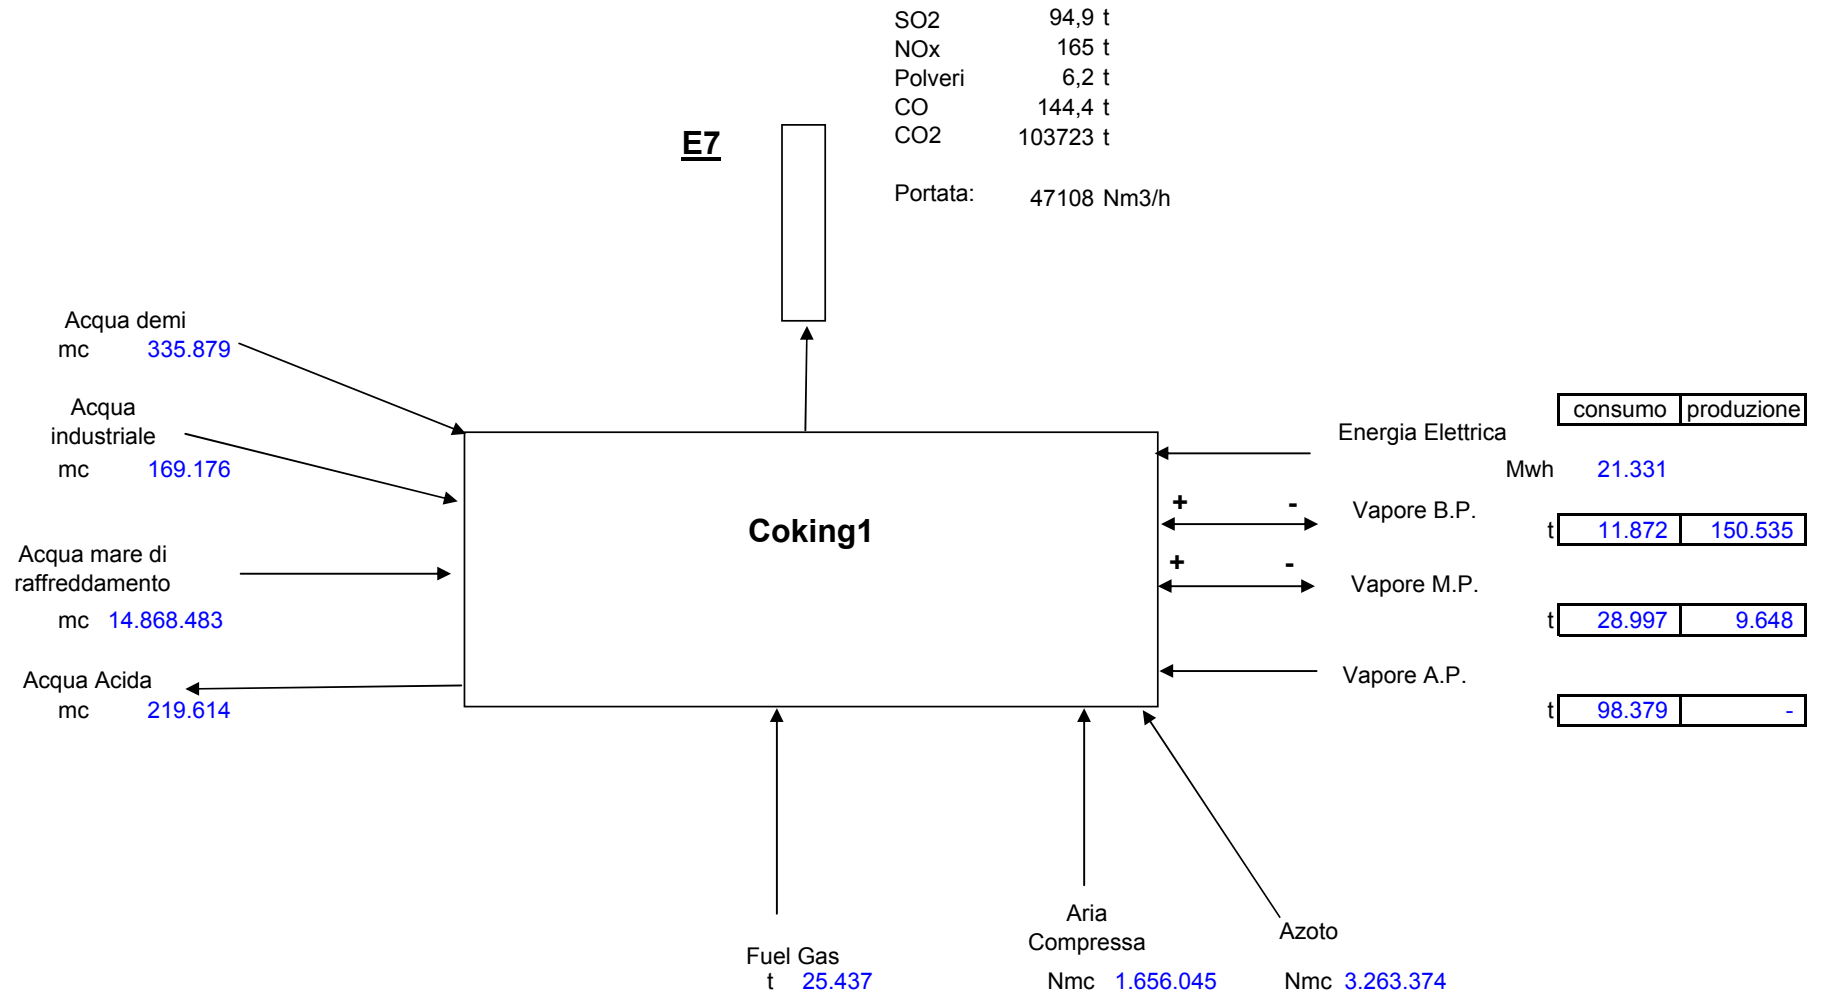 SO2 94,9 t
NOx 165 t
Polveri 6,2 t
CO 144,4 t
CO2 103723 t
E7
Portata: 47108 Nm3/h
Acqua demi
mc 335.879
Acqua
industriale
mc 169.176
Acqua mare di
raffreddamento
mc 14.868.483
Acqua Acida
mc 219.614
Coking1
consumo produzione
Energia Elettrica
Mwh 21.331
+ -
Vapore B.P.
t 11.872 150.535
+ -
Vapore M.P.
t 28.997 9.648
Vapore A.P.
t 98.379 -
Fuel Gas
t 25.437
Aria
Compressa
Nmc 1.656.045
Azoto
Nmc 3.263.374